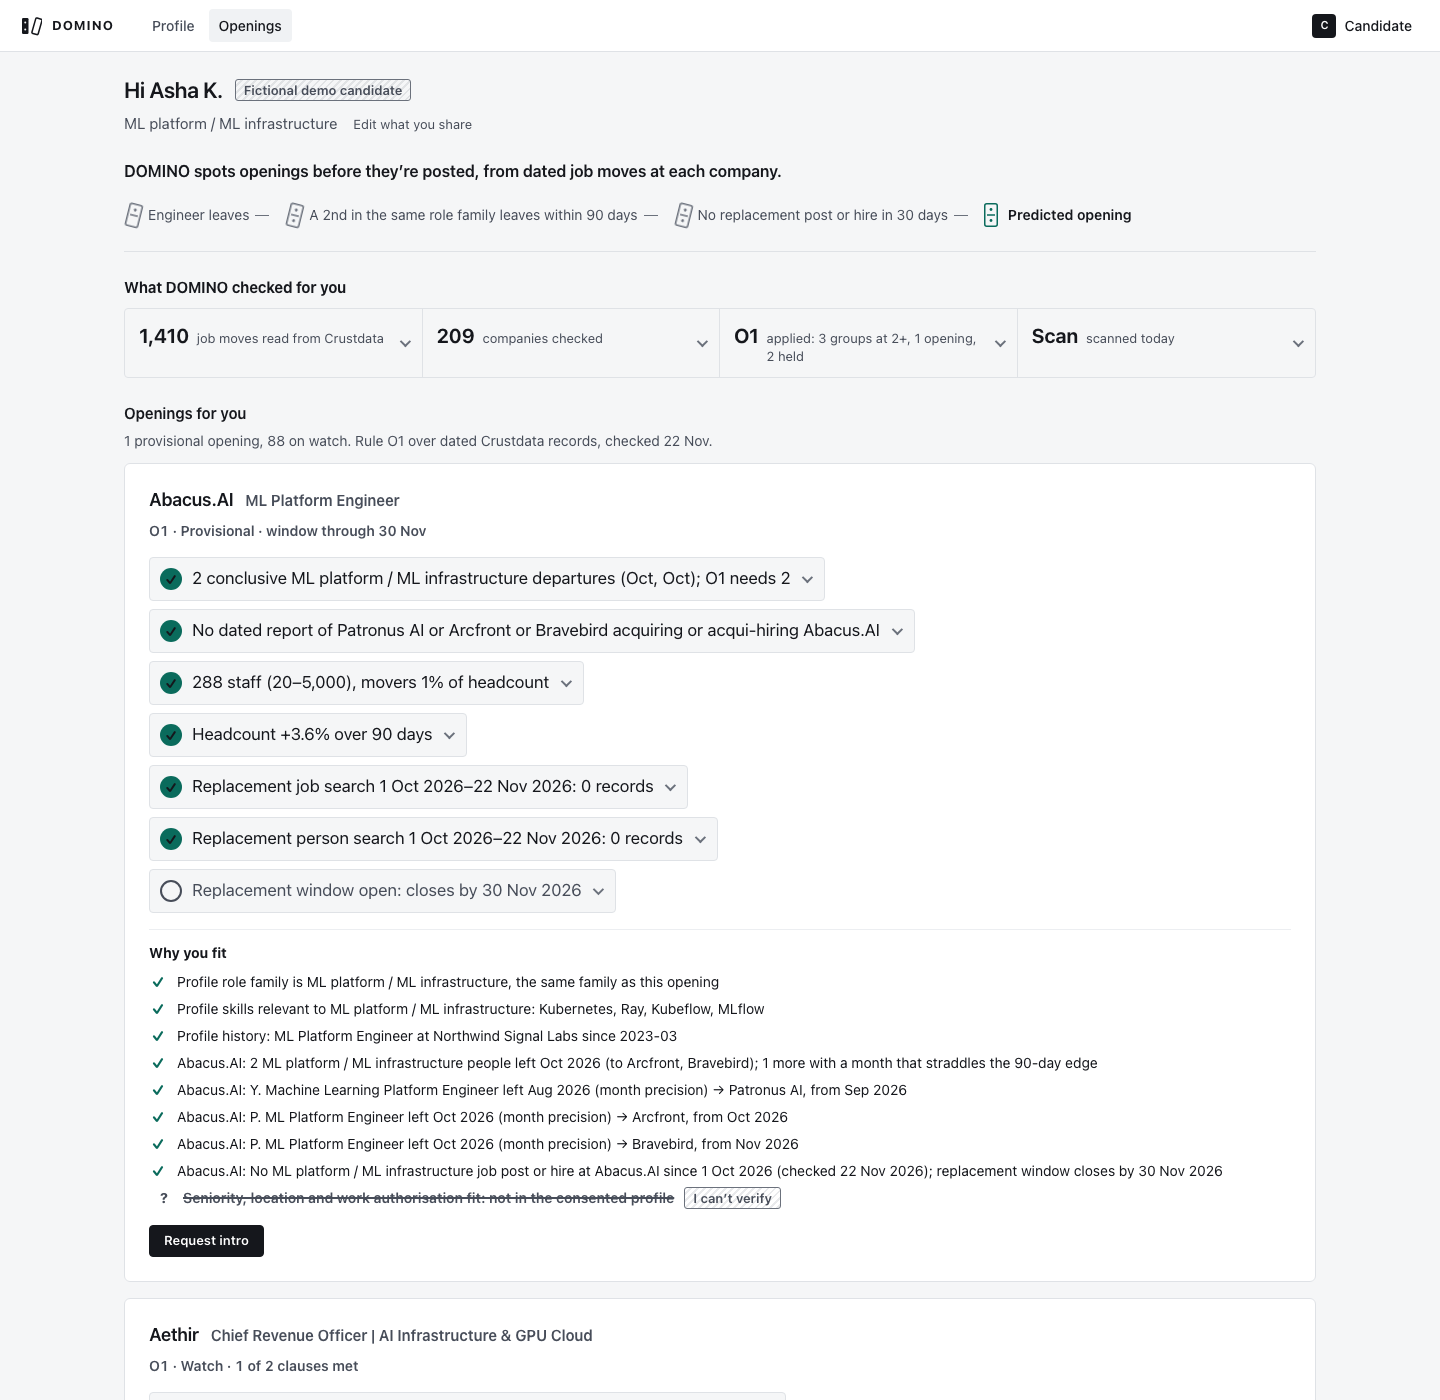 DOMINO
Profile
Openings
C
Candidate
Hi Asha K.
Fictional demo candidate
ML platform / ML infrastructure
Edit what you share
DOMINO spots openings before they’re posted, from dated job moves at each company.
Engineer leaves —
A 2nd in the same role family leaves within 90 days —
No replacement post or hire in 30 days —
Predicted opening
What DOMINO checked for you
1,410 job moves read from Crustdata
209 companies checked
O1 applied: 3 groups at 2+, 1 opening,
2 held
Scan scanned today
Openings for you
1 provisional opening, 88 on watch. Rule O1 over dated Crustdata records, checked 22 Nov.
Abacus.AI ML Platform Engineer
O1 · Provisional · window through 30 Nov
2 conclusive ML platform / ML infrastructure departures (Oct, Oct); O1 needs 2
No dated report of Patronus AI or Arcfront or Bravebird acquiring or acqui-hiring Abacus.AI
288 staff (20–5,000), movers 1% of headcount
Headcount +3.6% over 90 days
Replacement job search 1 Oct 2026–22 Nov 2026: 0 records
Replacement person search 1 Oct 2026–22 Nov 2026: 0 records
Replacement window open: closes by 30 Nov 2026
Why you fit
Profile role family is ML platform / ML infrastructure, the same family as this opening
Profile skills relevant to ML platform / ML infrastructure: Kubernetes, Ray, Kubeflow, MLflow
Profile history: ML Platform Engineer at Northwind Signal Labs since 2023-03
Abacus.AI: 2 ML platform / ML infrastructure people left Oct 2026 (to Arcfront, Bravebird); 1 more with a month that straddles the 90-day edge
Abacus.AI: Y. Machine Learning Platform Engineer left Aug 2026 (month precision) → Patronus AI, from Sep 2026
Abacus.AI: P. ML Platform Engineer left Oct 2026 (month precision) → Arcfront, from Oct 2026
Abacus.AI: P. ML Platform Engineer left Oct 2026 (month precision) → Bravebird, from Nov 2026
Abacus.AI: No ML platform / ML infrastructure job post or hire at Abacus.AI since 1 Oct 2026 (checked 22 Nov 2026); replacement window closes by 30 Nov 2026
? Seniority, location and work authorisation fit: not in the consented profile I can’t verify
Request intro
Aethir Chief Revenue Officer | AI Infrastructure & GPU Cloud
O1 · Watch · 1 of 2 clauses met